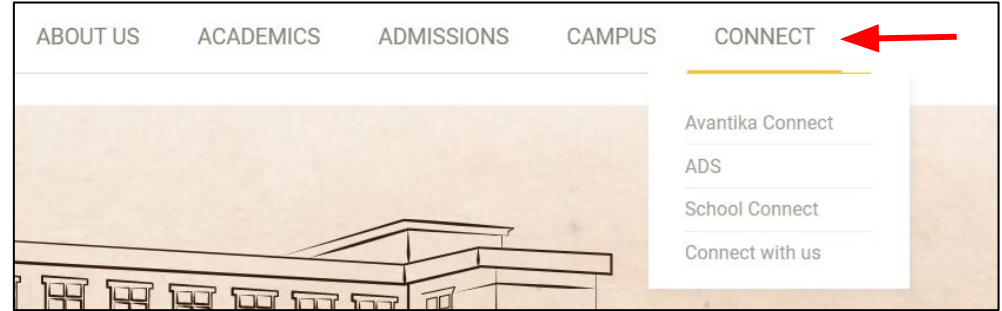 ABOUT US ACADEMICS ADMISSIONS CAMPUS CONNECT
Avantika Connect
ADS
School Connect
Connect with us